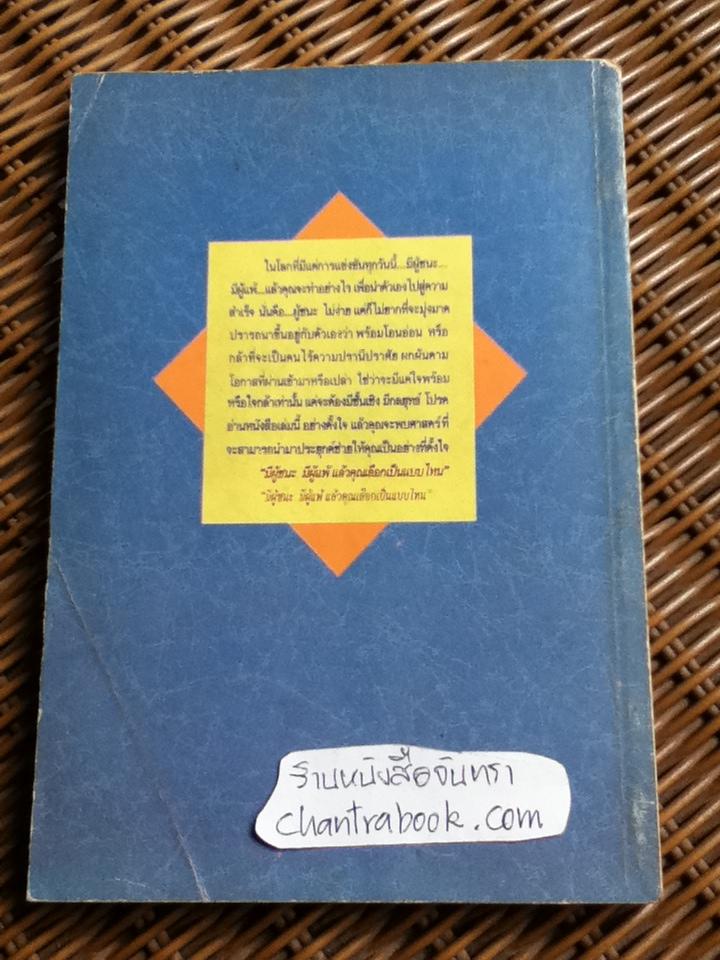 ในโลกที่มีแต่การแข่งขันทุกวันนี้...มีผู้ชนะ...
มีผู้แพ้...แล้วคุณจะทำอย่างไร เพื่อนำตัวเองไปสู่ความ
สำเร็จ นั่นคือ...ผู้ชนะ ไม่ง่าย แต่ก็ไม่ยากที่จะมุ่งมาด
ปรารถนาขึ้นอยู่กับตัวเองว่า พร้อมโอนอ่อน หรือ
กล้าที่จะเป็นคนไร้ความปรานีปราศัย ผกผันตาม
โอกาสที่ผ่านเข้ามาหรือเปล่า ใช่ว่าจะมีแค่ใจพร้อม
หรือใจกล้าเท่านั้น แต่จะต้องมีชั้นเชิง มีกลยุทธ์ โปรด
อ่านหนังสือเล่มนี้ อย่างตั้งใจ แล้วคุณจะพบศาสตร์ที่
จะสามารถนำมาประยุกต์ช่วยให้คุณเป็นอย่างที่ตั้งใจ
"มีผู้ชนะ มีผู้แพ้ แล้วคุณเลือกเป็นแบบไหน"
"มีผู้ชนะ มีผู้แพ้ แล้วคุณเลือกเป็นแบบไหน"
ร้านหนังสือจันทรา
chantrabook.com